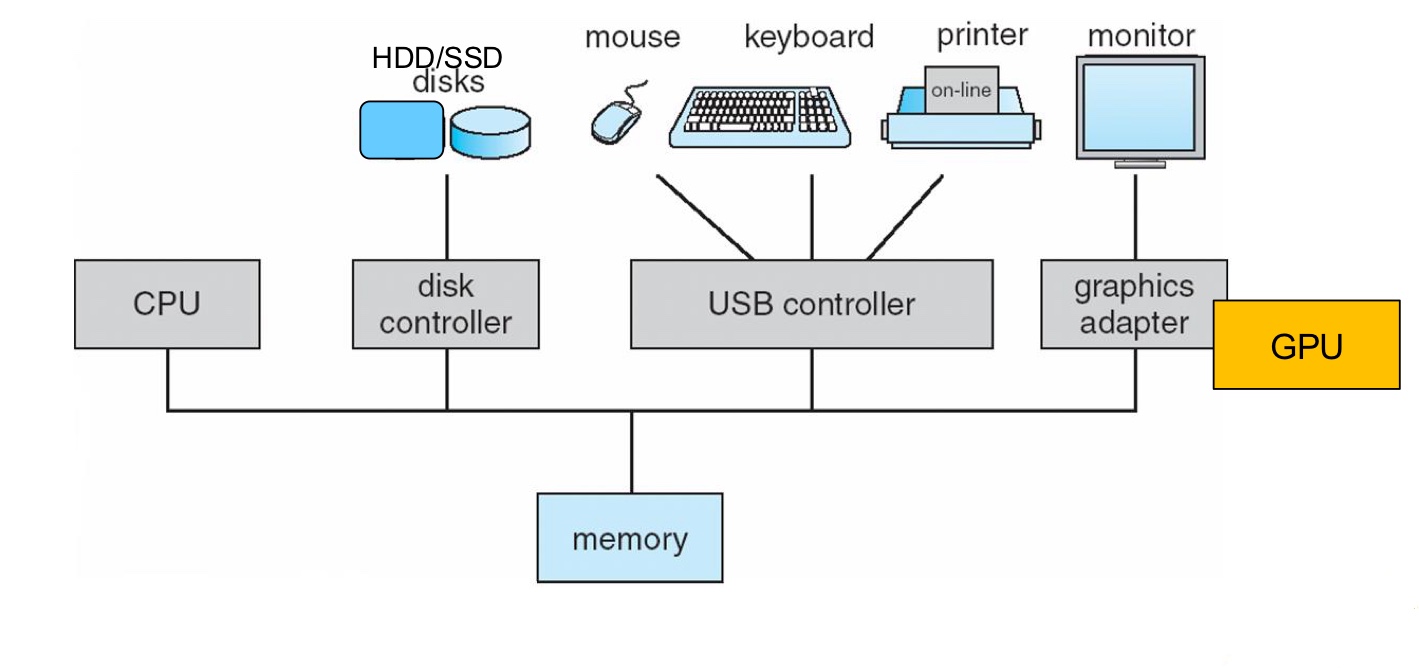 HDD/SSD
disks
mouse
keyboard
printer
monitor
on-line
CPU
disk
controller
USB controller
graphics
adapter
GPU
memory